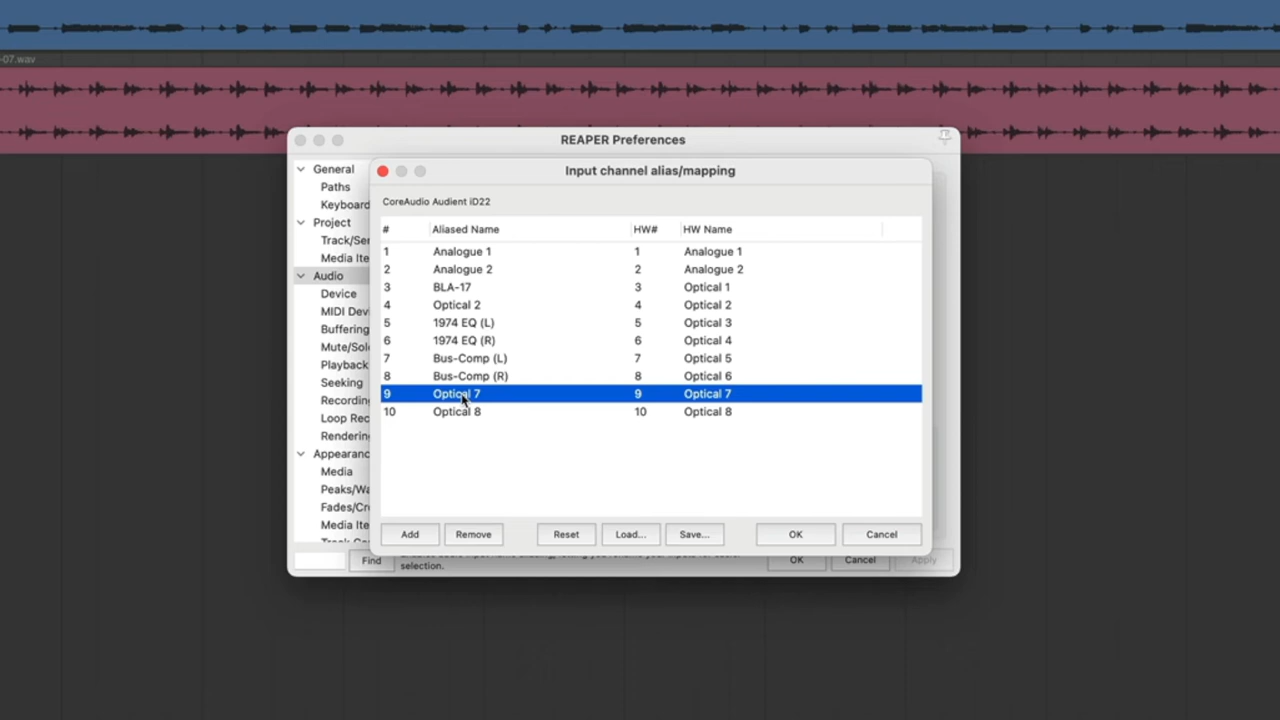 -07.wav
REAPER Preferences
General
Paths
Keyboard
Project
Track/Se
Media Ite
Audio
Device
MIDI Dev
Buffering
Mute/Solo
Playback
Seeking
Recording
Loop Rec
Rendering
Appearanc
Media
Peaks/Wa
Fades/Cro
Media Ite
Find
selection.
OK
Cancel
Apply
Input channel alias/mapping
CoreAudio Audient iD22
# Aliased Name HW# HW Name
1 Analogue 1 1 Analogue 1
2 Analogue 2 2 Analogue 2
3 BLA-17 3 Optical 1
4 Optical 2 4 Optical 2
5 1974 EQ (L) 5 Optical 3
6 1974 EQ (R) 6 Optical 4
7 Bus-Comp (L) 7 Optical 5
8 Bus-Comp (R) 8 Optical 6
9 Optical 7 9 Optical 7
10 Optical 8 10 Optical 8
Add Remove Reset Load... Save... OK Cancel